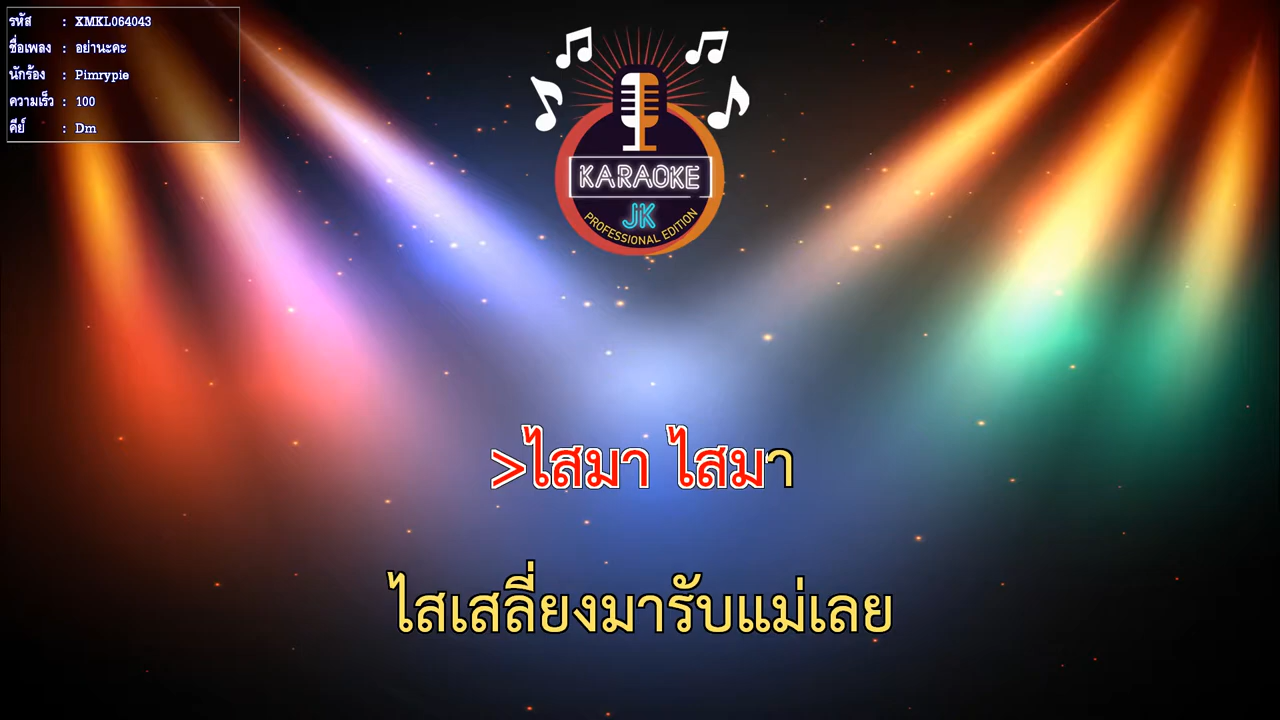 รหัส : XMKL064043
ชื่อเพลง : อย่านะคะ
นักร้อง : Pimrypie
ความเร็ว : 100
คีย์ : Dm
KARAOKE
JK
PROFESSIONAL EDITION
>ไสมา ไสมา
ไสเสลี่ยงมารับแม่เลย